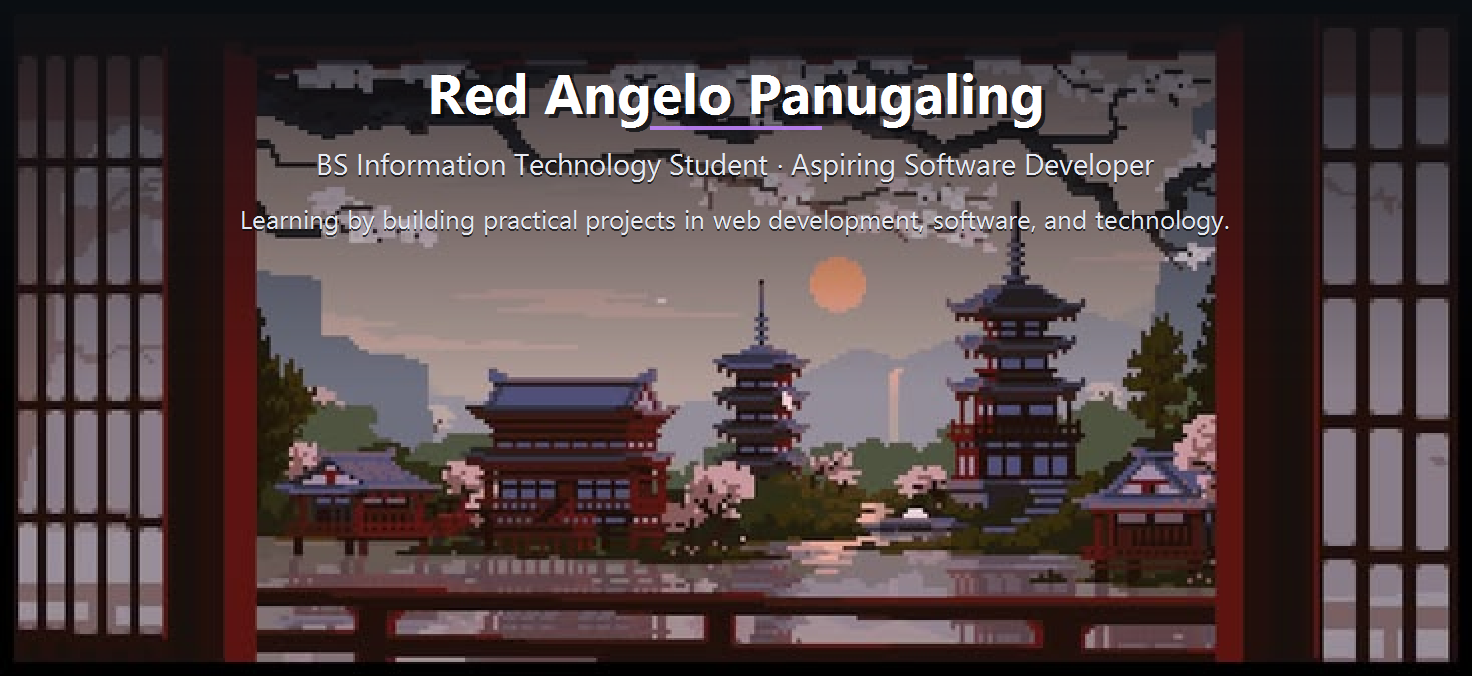 Red Angelo Panugaling
BS Information Technology Student · Aspiring Software Developer
Learning by building practical projects in web development, software, and technology.